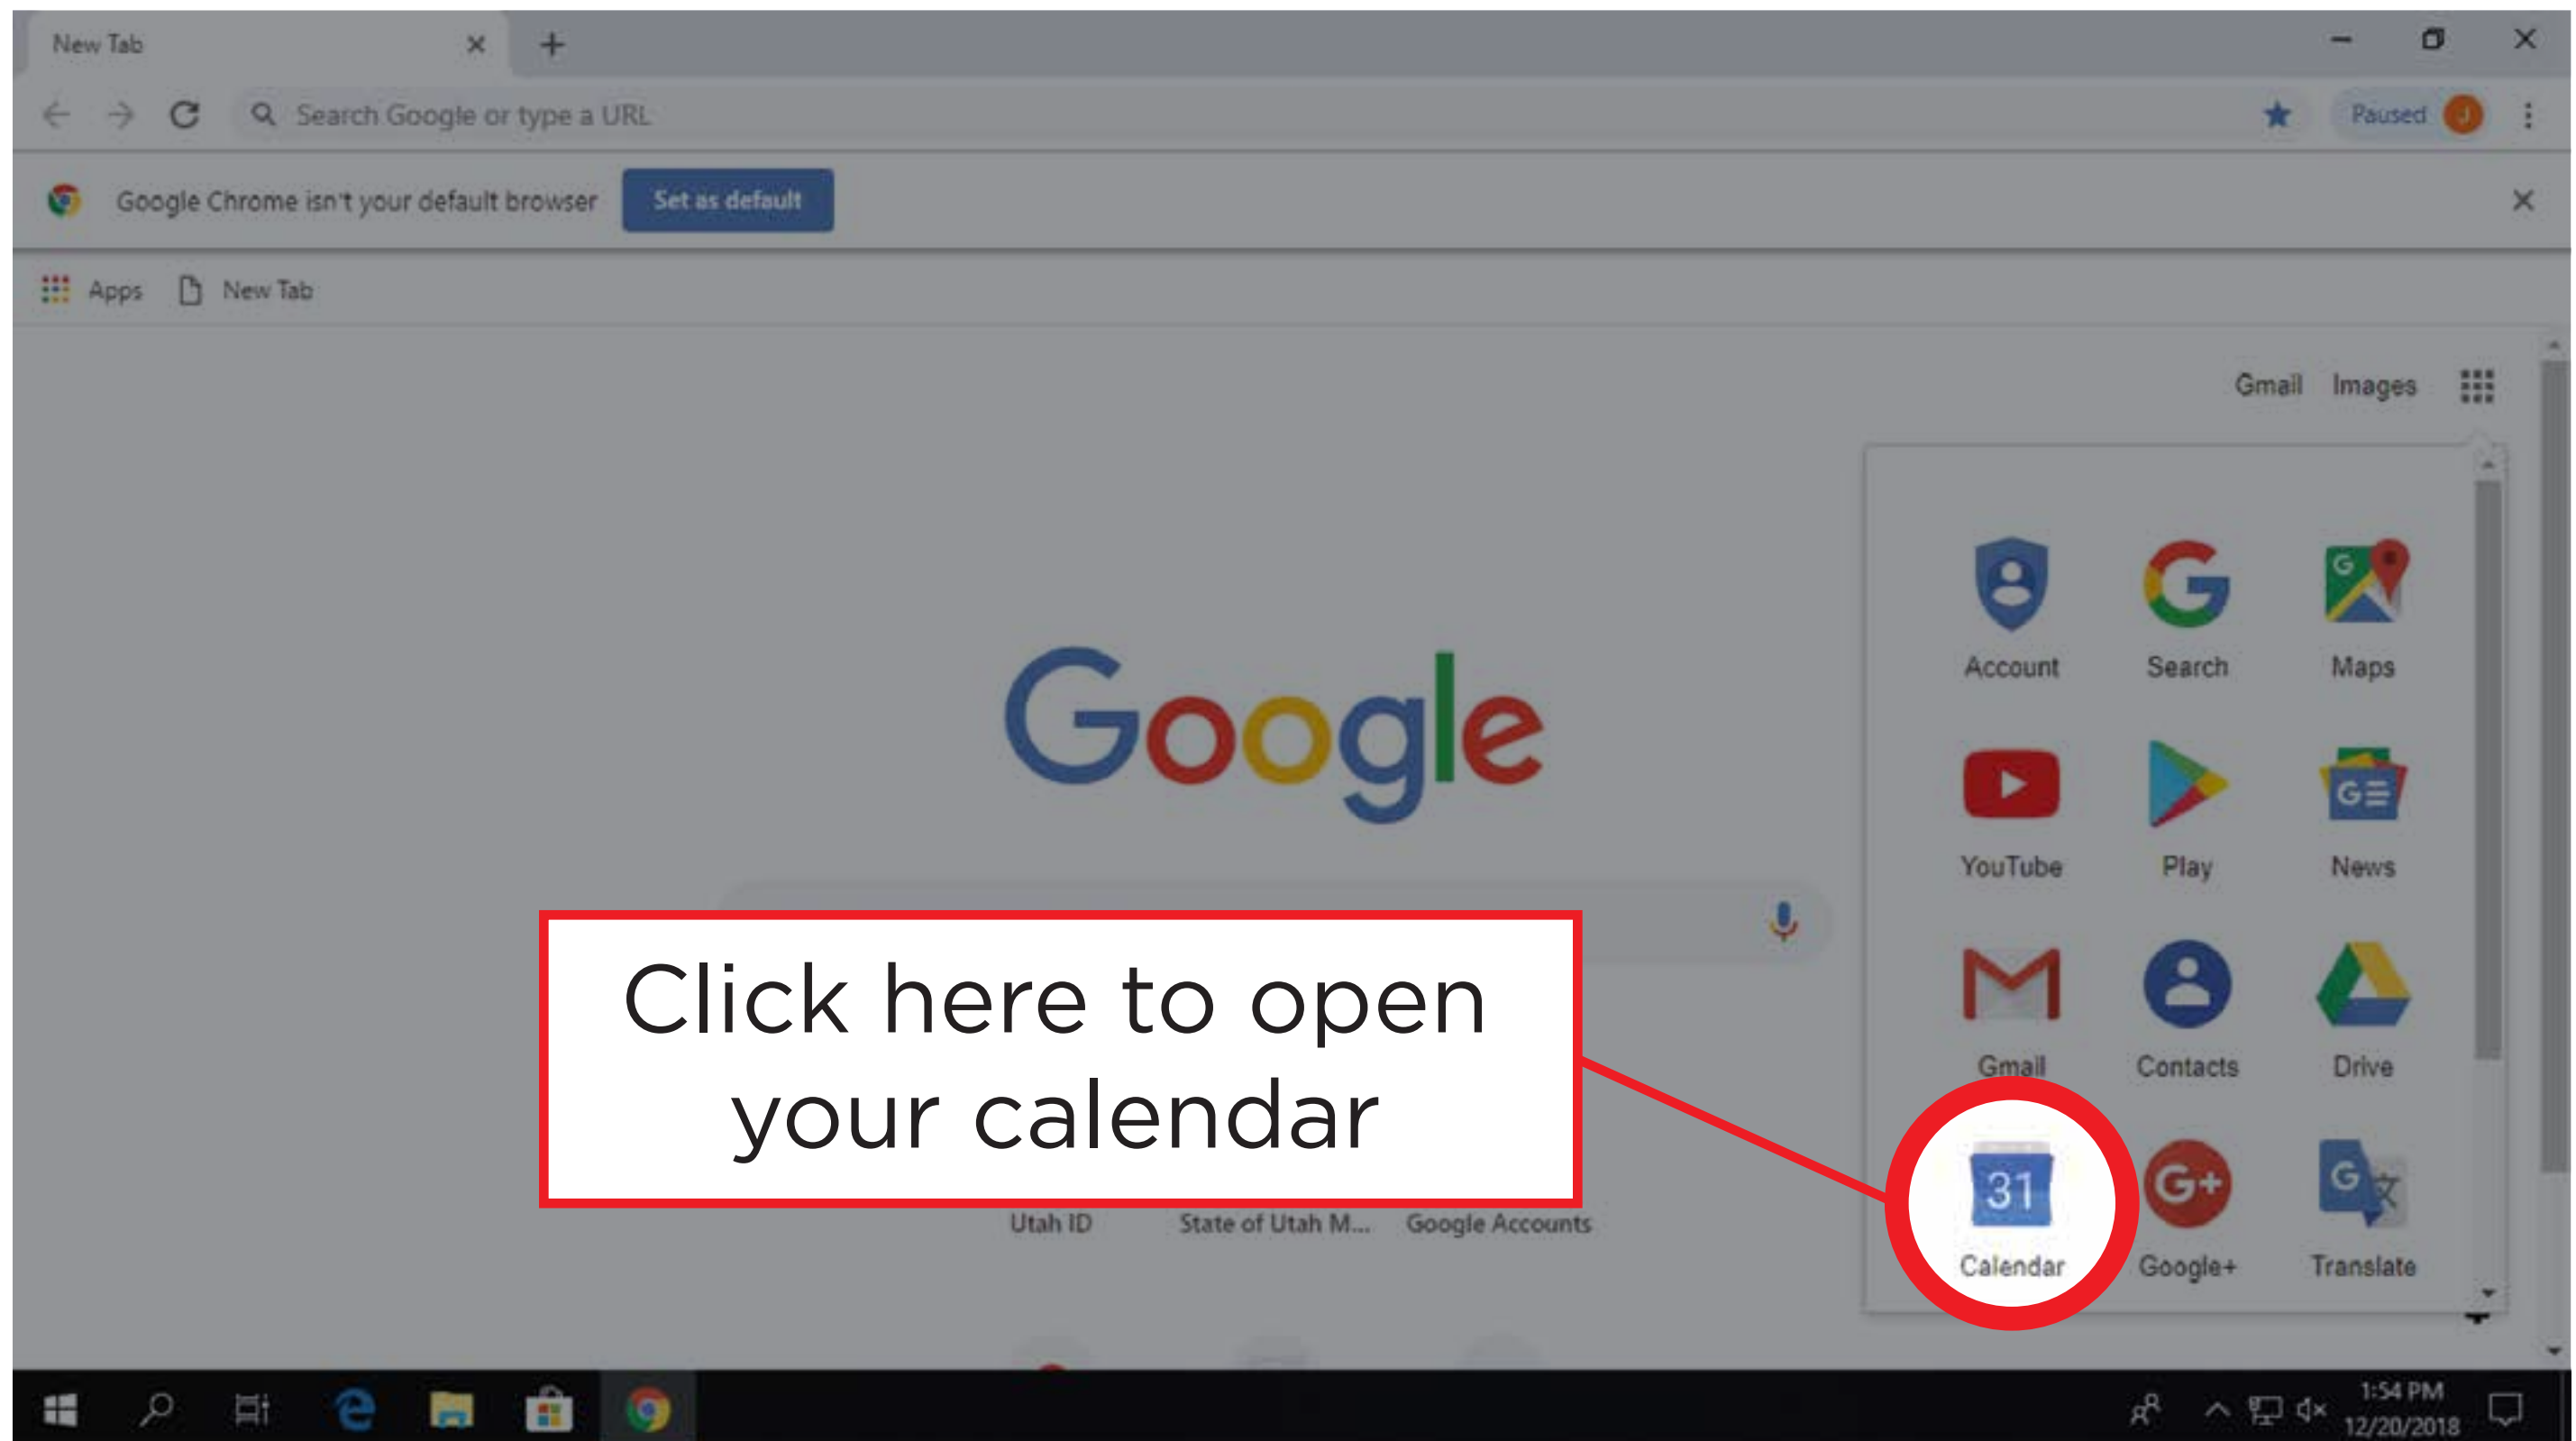 New Tab
Search Google or type a URL
Paused J
Google Chrome isn't your default browser Set as default
Apps New Tab
Gmail Images
Account Search Maps
Google
YouTube Play News
Gmail Contacts Drive
Click here to open
your calendar
31
Calendar Google+ Translate
Utah ID State of Utah M... Google Accounts
1:54 PM
12/20/2018